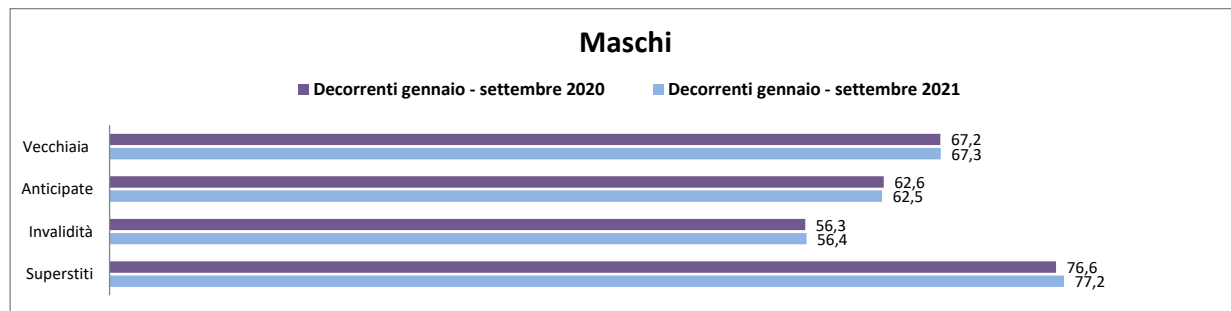 Maschi
Decorrenti gennaio - settembre 2020 Decorrenti gennaio - settembre 2021
Vecchiaia 67,2
67,3
Anticipate 62,6
62,5
Invalidità 56,3
56,4
Superstiti 76,6
77,2